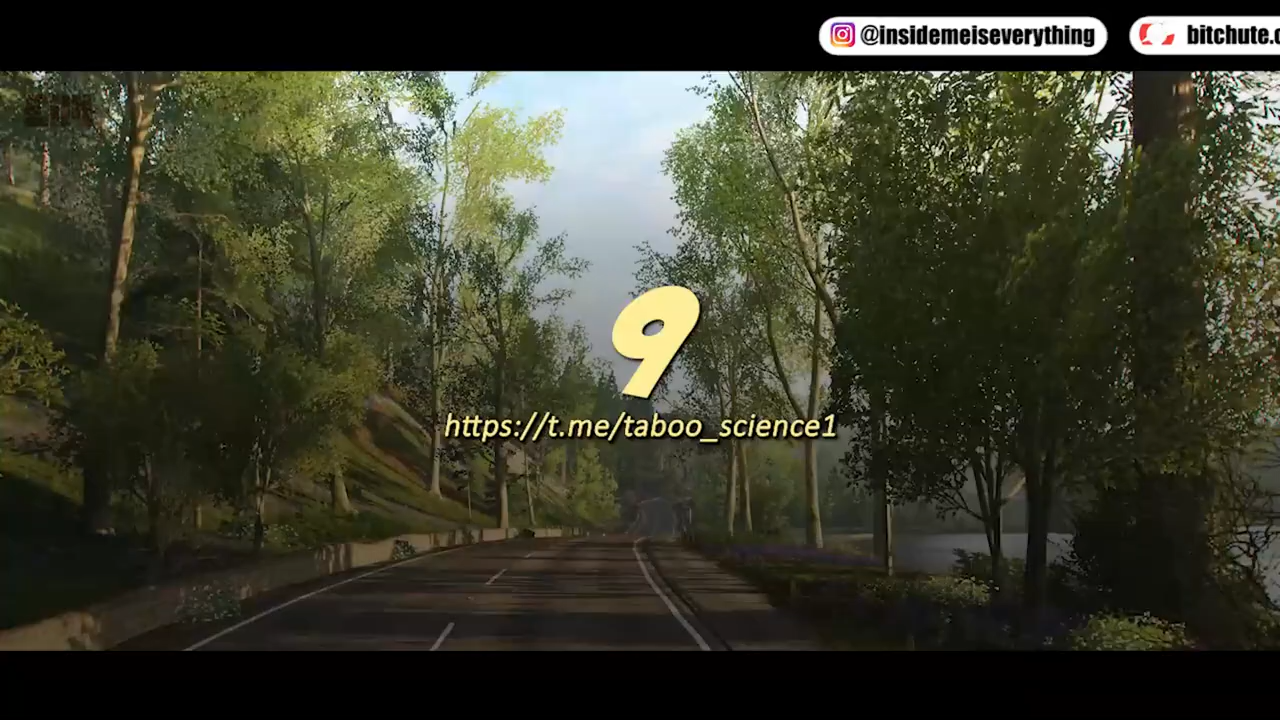 @insidemeiseverything
bitchute.c
9
https://t.me/taboo_science1